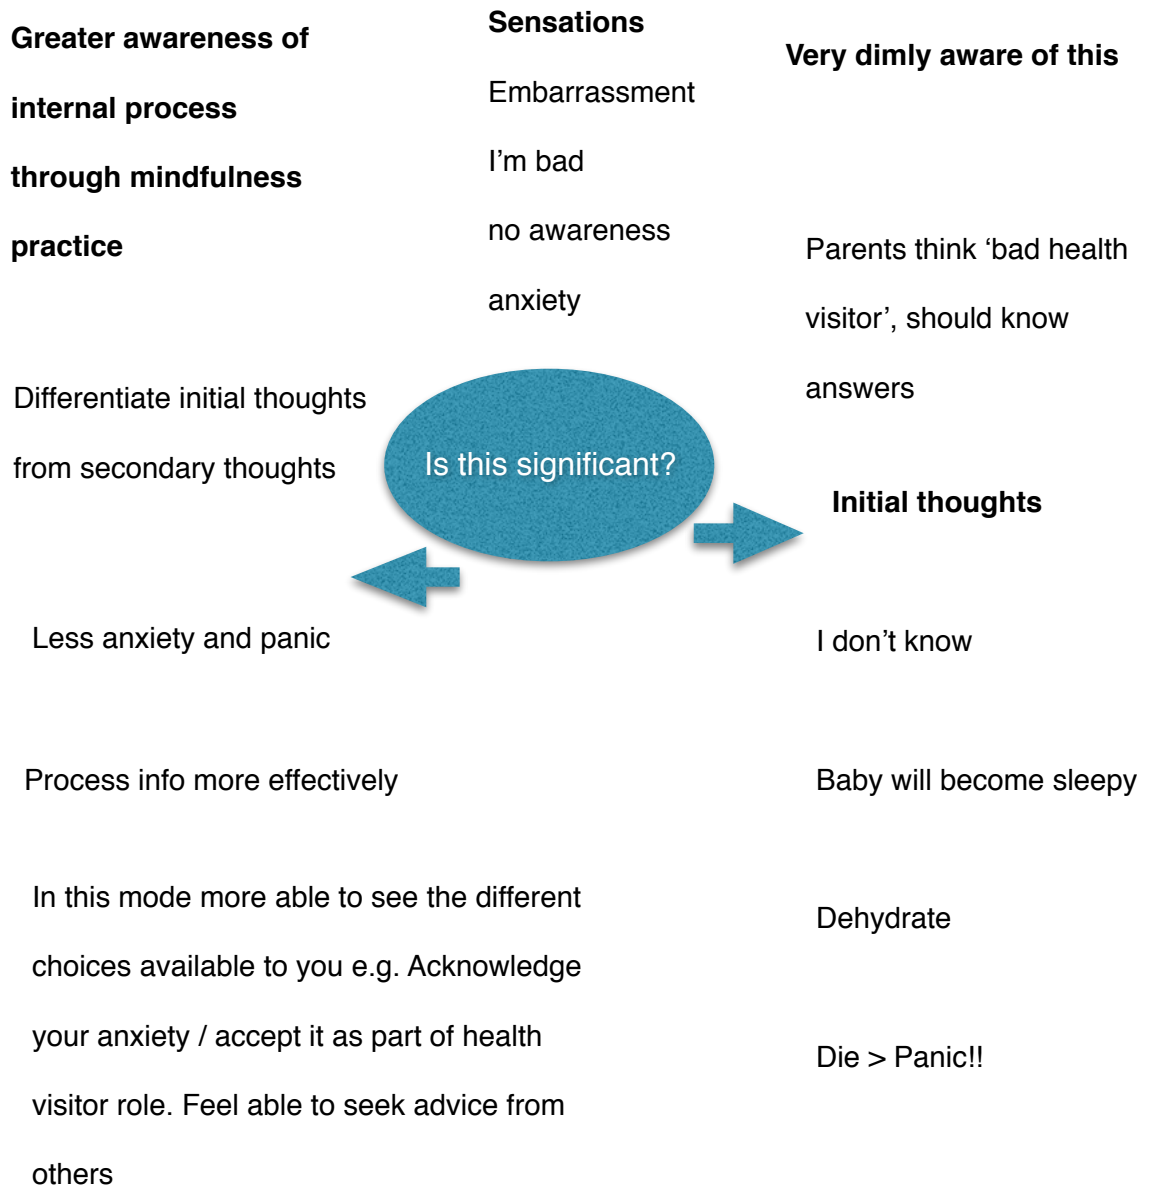 Greater awareness of
internal process
through mindfulness
practice
Differentiate initial thoughts
from secondary thoughts
Less anxiety and panic
Process info more effectively
In this mode more able to see the different
choices available to you e.g. Acknowledge
your anxiety / accept it as part of health
visitor role. Feel able to seek advice from
others
Sensations
Embarrassment
I’m bad
no awareness
anxiety
Is this significant?
Very dimly aware of this
Parents think ‘bad health
visitor’, should know
answers
Initial thoughts
I don’t know
Baby will become sleepy
Dehydrate
Die > Panic!!